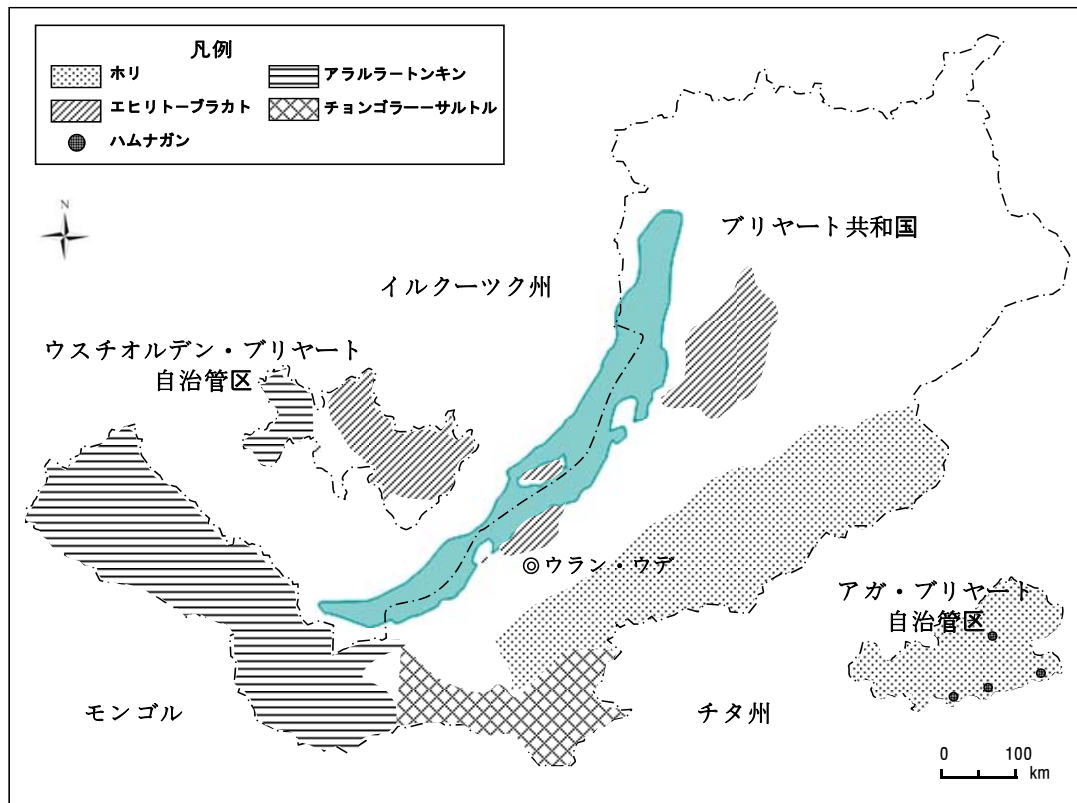 凡例
ホリ
アラルラートンキン
エヒリトーブラカト
チョンゴラーーサルトル
ハムナガン
N
ブリヤート共和国
イルクーツク州
ウスチオルデン・ブリヤート
自治管区
◎ウラン・ウデ
アガ・ブリヤート
自治管区
モンゴル
チタ州
0 100
km